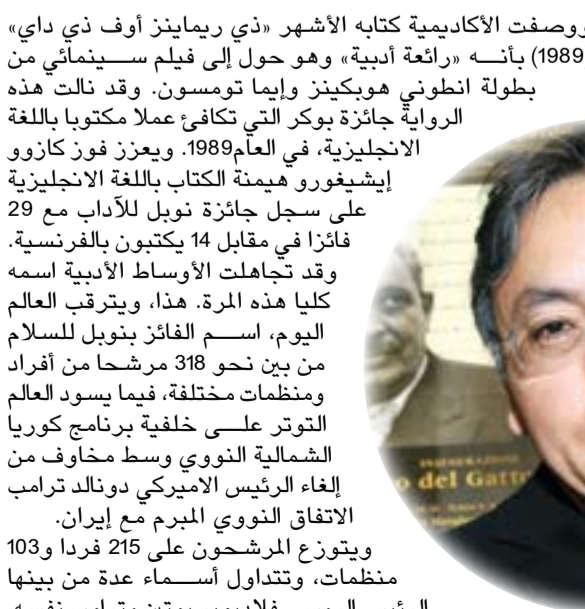 ووصفت الأكاديمية كتابه الأشهر «ذي ريماينز أوف ذي داي»
1989) بأنه «رائعة أدبية» وهو حول إلى فيلم سينمائي من
بطولة انطوني هوبكينز وإيما تومسون. وقد نالت هذه
الرواية جائزة بوكر التي تكافئ عملا مكتوبا باللغة
الانجليزية، في العام1989. ويعزز فوز كازوو
إيشيغورو هيمنة الكتاب باللغة الانجليزية
على سجل جائزة نوبل للآداب مع 29
فائزا في مقابل 14 يكتبون بالفرنسية.
وقد تجاهلت الأوساط الأدبية اسمه
كليا هذه المرة. هذا، ويترقب العالم
اليوم، اسم الفائز بنوبل للسلام
من بين نحو 318 مرشحا من أفراد
ومنظمات مختلفة، فيما يسود العالم
التوتر على خلفية برنامج كوريا
الشمالية النووي وسط مخاوف من
إلغاء الرئيس الاميركي دونالد ترامب
الاتفاق النووي المبرم مع إيران.
ويتوزع المرشحون على 215 فردا و103
منظمات، وتتداول أسماء عدة من بينها
o del Gatto